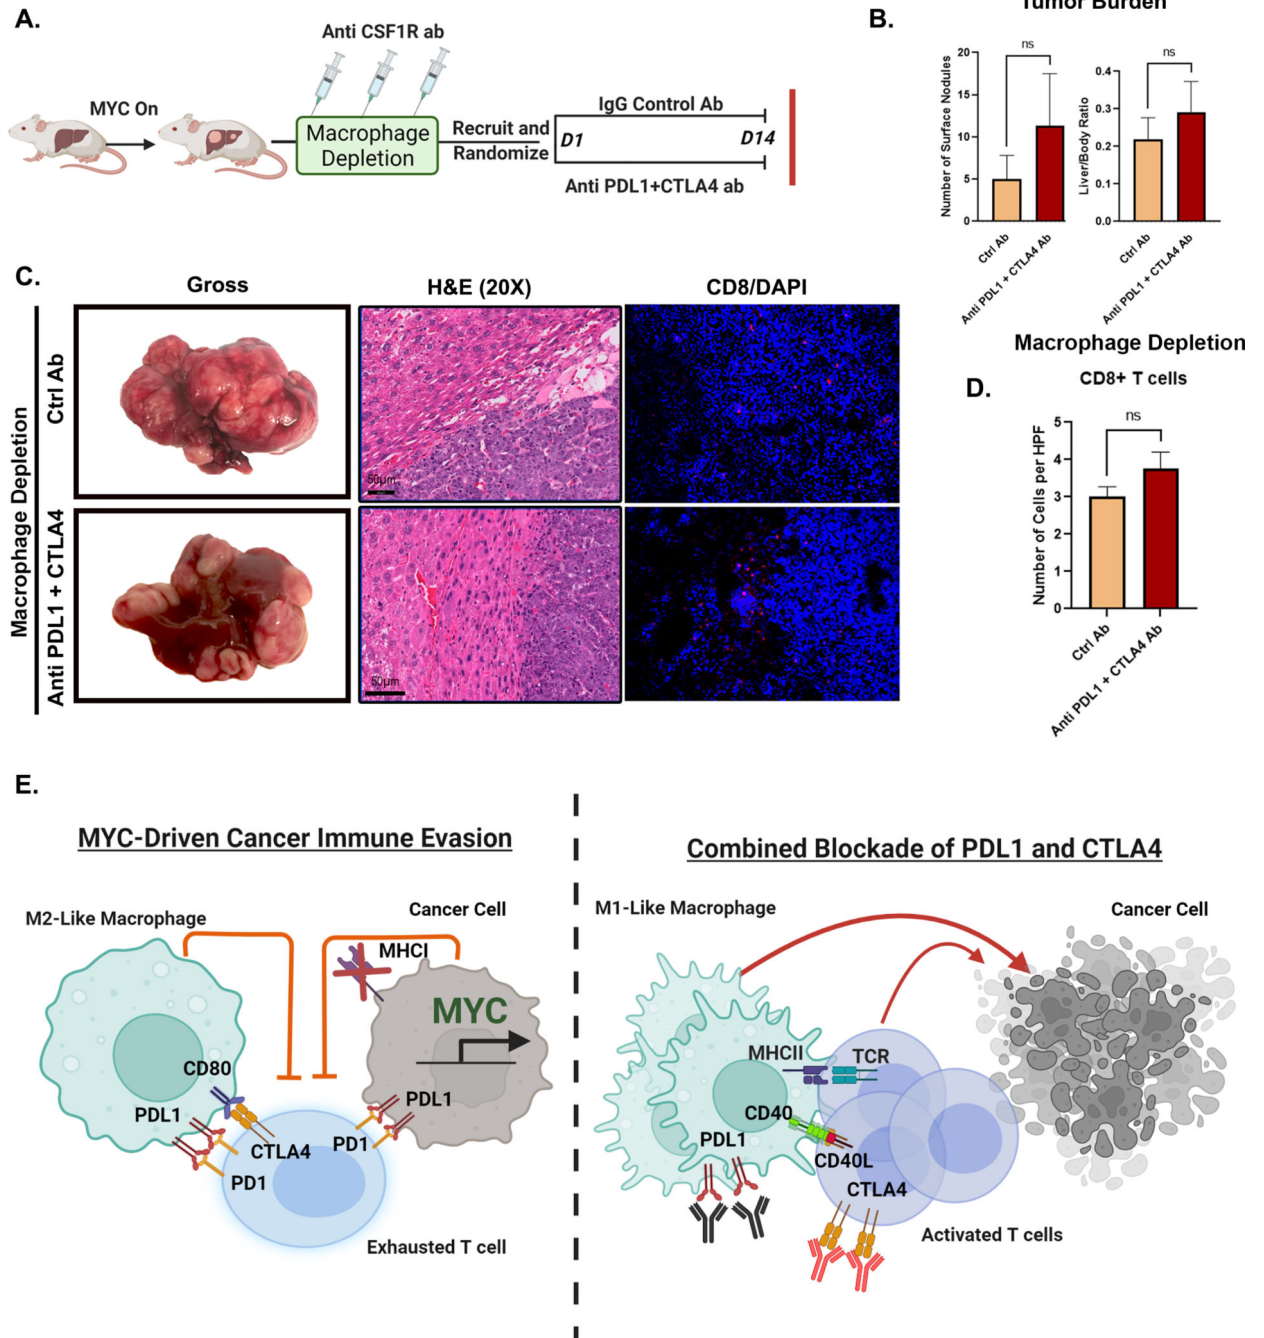 A.
Anti CSF1R ab
MYC On
Macrophage
Depletion
Recruit and
Randomize
D1
IgG Control Ab
D14
Anti PDL1+CTLA4 ab
B.
Tumor Burden
Number of Surface Nodules
20
15
10
5
0
ns
Ctrl Ab
Anti PDL1 + CTLA4 Ab
Liver/Body Ratio
0.4
0.3
0.2
0.1
0.0
ns
Ctrl Ab
Anti PDL1 + CTLA4 Ab
C.
Gross
H&E (20X)
CD8/DAPI
Macrophage Depletion
Ctrl Ab
Anti PDL1 + CTLA4
50μm
50μm
Macrophage Depletion
D.
CD8+ T cells
Number of Cells per HPF
5
4
3
2
1
0
ns
Ctrl Ab
Anti PDL1 + CTLA4 Ab
E.
MYC-Driven Cancer Immune Evasion
M2-Like Macrophage
Cancer Cell
MHCI
MYC
CD80
PDL1
CTLA4
PD1
PDL1
PD1
Exhausted T cell
Combined Blockade of PDL1 and CTLA4
M1-Like Macrophage
Cancer Cell
MHCII
TCR
CD40
PDL1
CD40L
CTLA4
Activated T cells